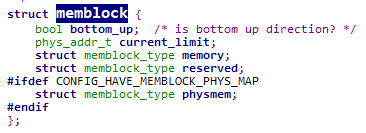 struct memblock {
    bool bottom_up;  /* is bottom up direction? */
    phys_addr_t current_limit;
    struct memblock_type memory;
    struct memblock_type reserved;
#ifdef CONFIG_HAVE_MEMBLOCK_PHYS_MAP
    struct memblock_type physmem;
#endif
};